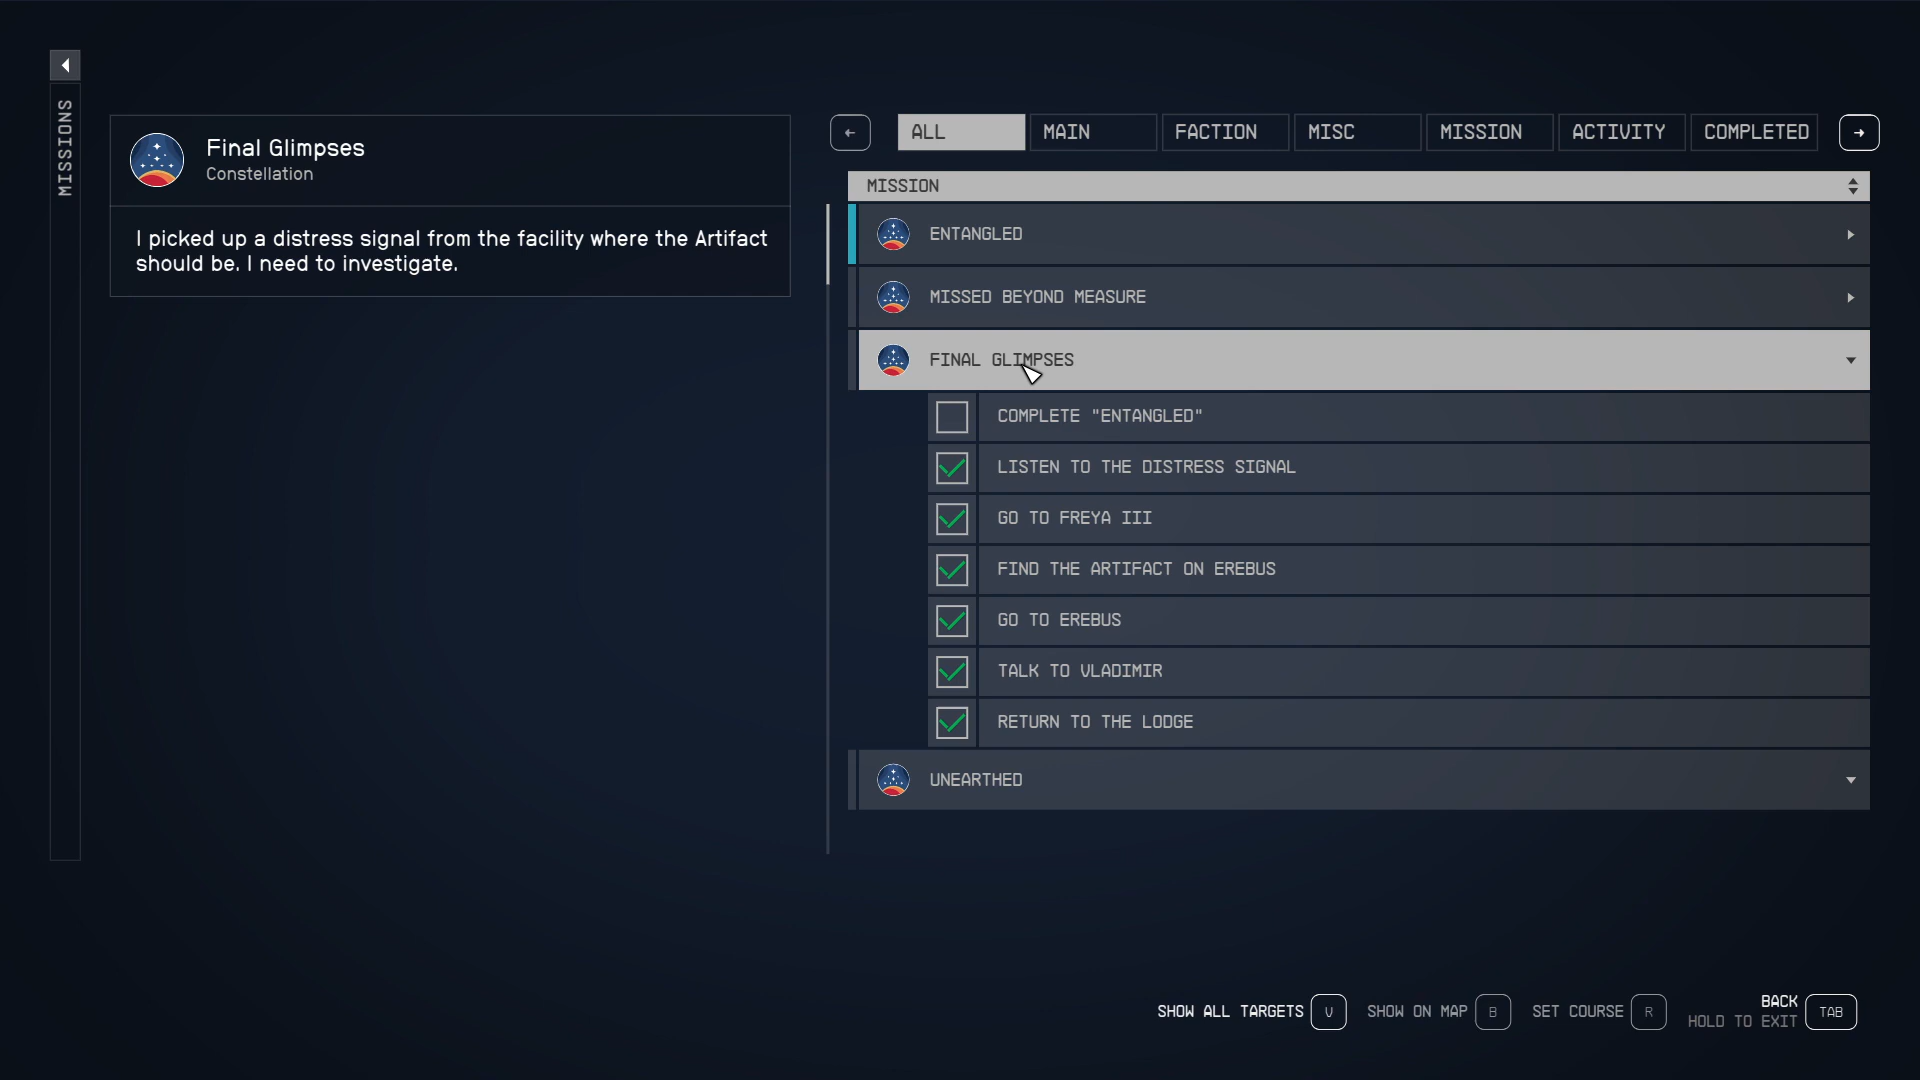 MISSIONS
Final Glimpses
Constellation
I picked up a distress signal from the facility where the Artifact
should be. I need to investigate.
ALL
MAIN
FACTION
MISC
MISSION
ACTIVITY
COMPLETED
MISSION
ENTANGLED
MISSED BEYOND MEASURE
FINAL GLIMPSES
COMPLETE "ENTANGLED"
LISTEN TO THE DISTRESS SIGNAL
GO TO FREYA III
FIND THE ARTIFACT ON EREBUS
GO TO EREBUS
TALK TO VLADIMIR
RETURN TO THE LODGE
UNEARTHED
SHOW ALL TARGETS V
SHOW ON MAP B
SET COURSE R
BACK
HOLD TO EXIT
TAB